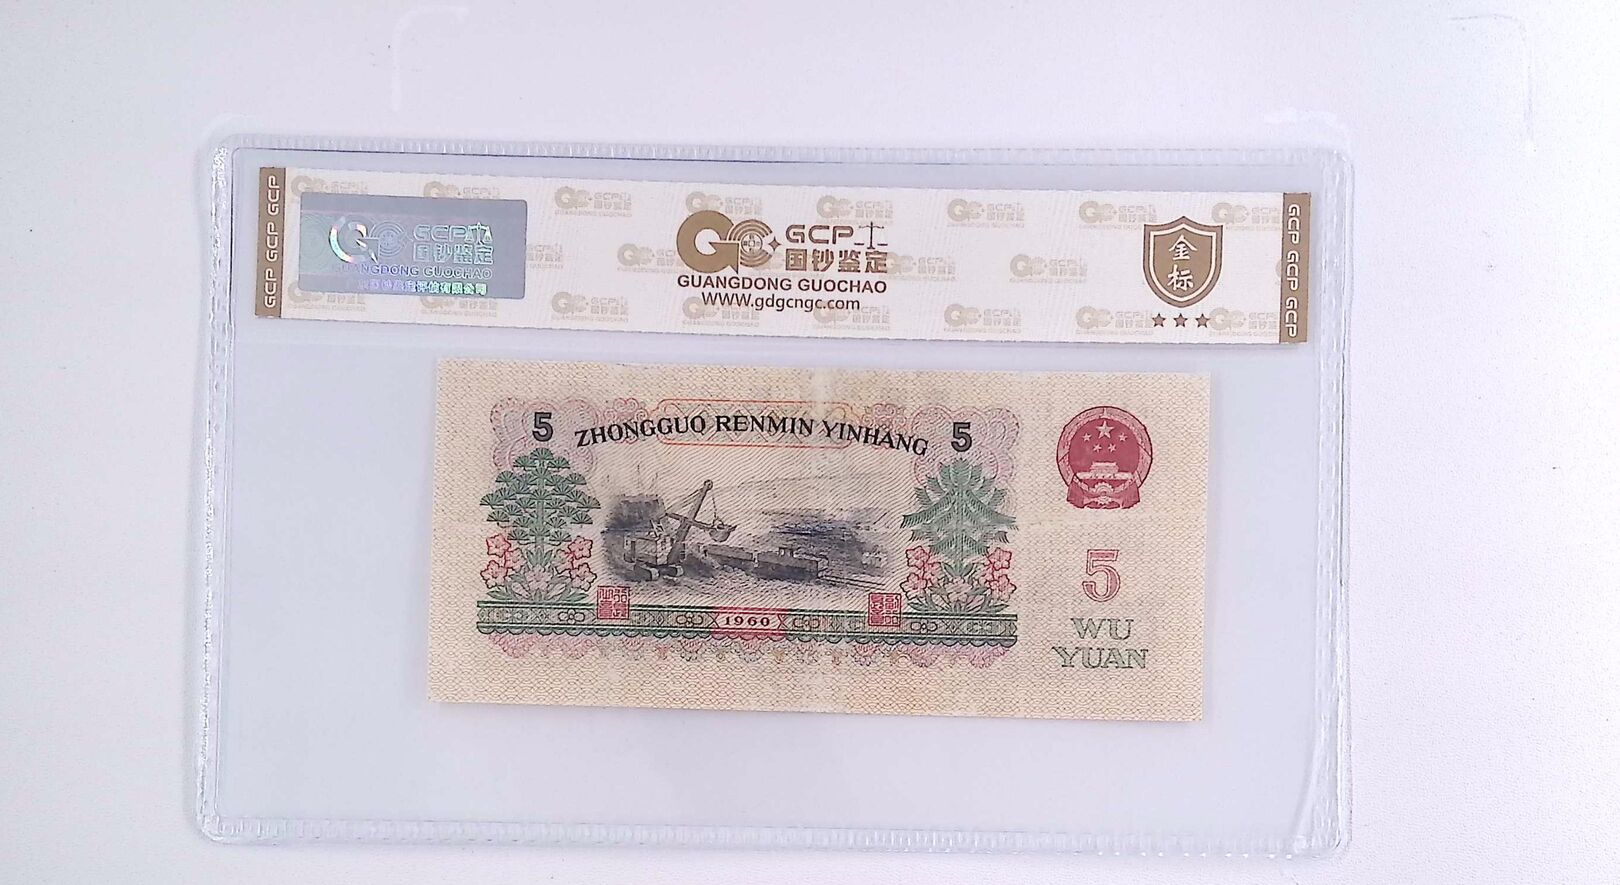 GCP GCP GCP
GCP
国钞鉴定
GUANGDONG GUOCHAO
GCP
国钞鉴定
GUANGDONG GUOCHAO
WWW.gdgcngc.com
金
标
GCP GCP GCP
5
ZHONGGUO RENMIN YINHANG
5
1960
5
WU
YUAN